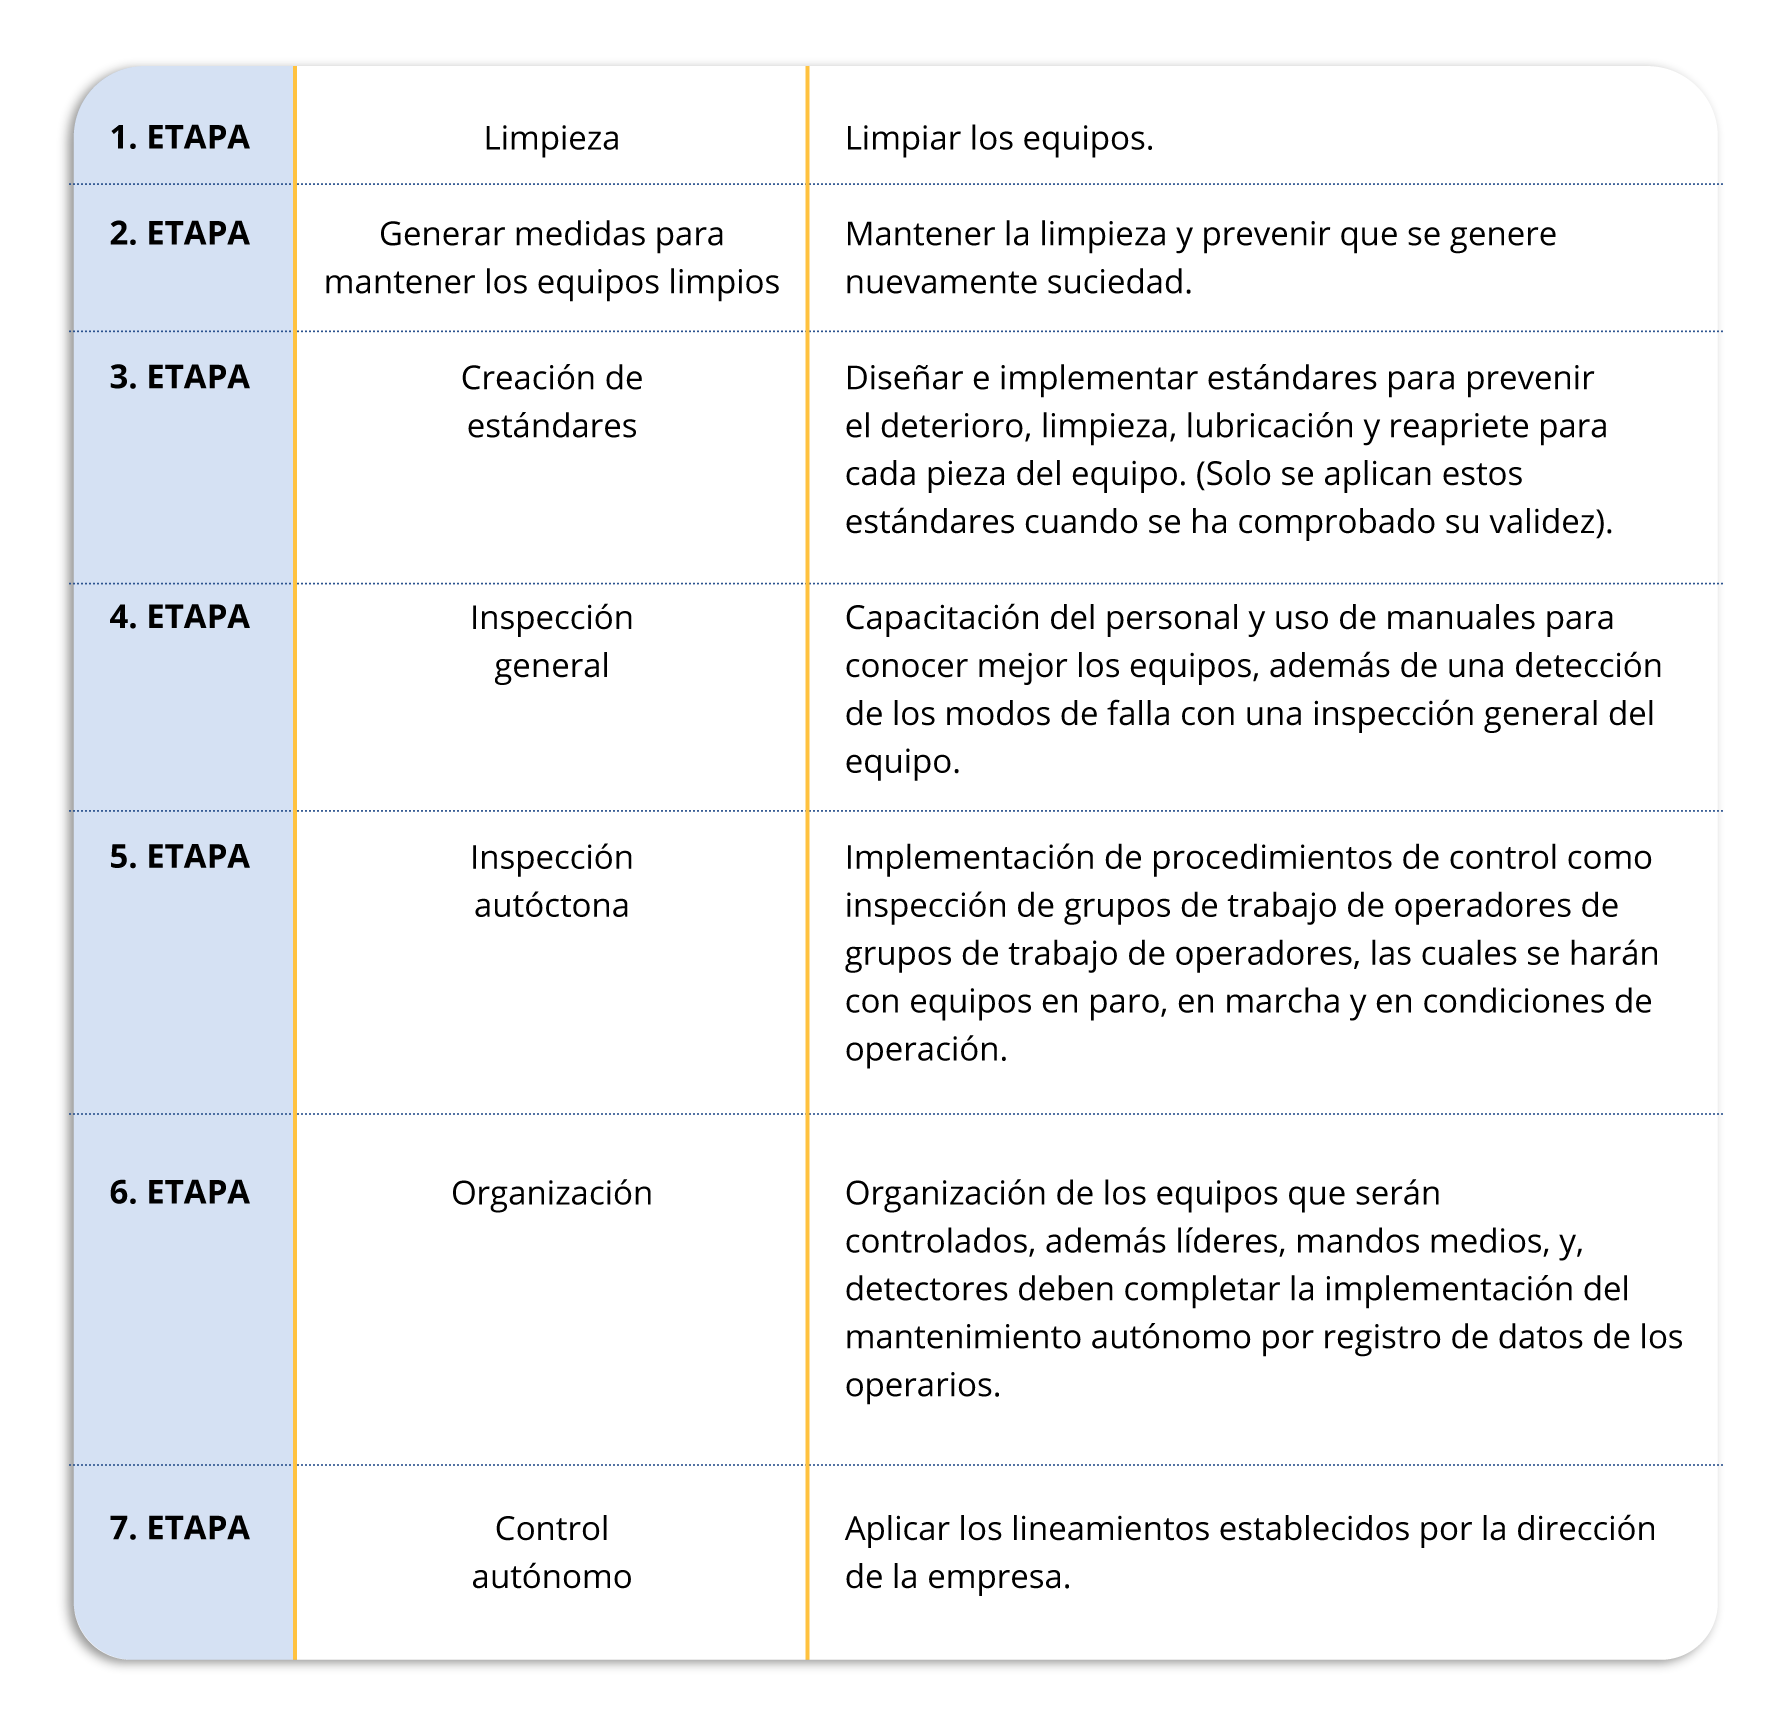 1. ETAPA
Limpieza
Limpiar los equipos.
2. ETAPA
Generar medidas para
mantener los equipos limpios
Mantener la limpieza y prevenir que se genere
nuevamente suciedad.
3. ETAPA
Creación de
estándares
Diseñar e implementar estándares para prevenir
el deterioro, limpieza, lubricación y reapriete para
cada pieza del equipo. (Solo se aplican estos
estándares cuando se ha comprobado su validez).
4. ETAPA
Inspección
general
Capacitación del personal y uso de manuales para
conocer mejor los equipos, además de una detección
de los modos de falla con una inspección general del
equipo.
5. ETAPA
Inspección
autóctona
Implementación de procedimientos de control como
inspección de grupos de trabajo de operadores de
grupos de trabajo de operadores, las cuales se harán
con equipos en paro, en marcha y en condiciones de
operación.
6. ETAPA
Organización
Organización de los equipos que serán
controlados, además líderes, mandos medios, y,
detectores deben completar la implementación del
mantenimiento autónomo por registro de datos de los
operarios.
7. ETAPA
Control
autónomo
Aplicar los lineamientos establecidos por la dirección
de la empresa.